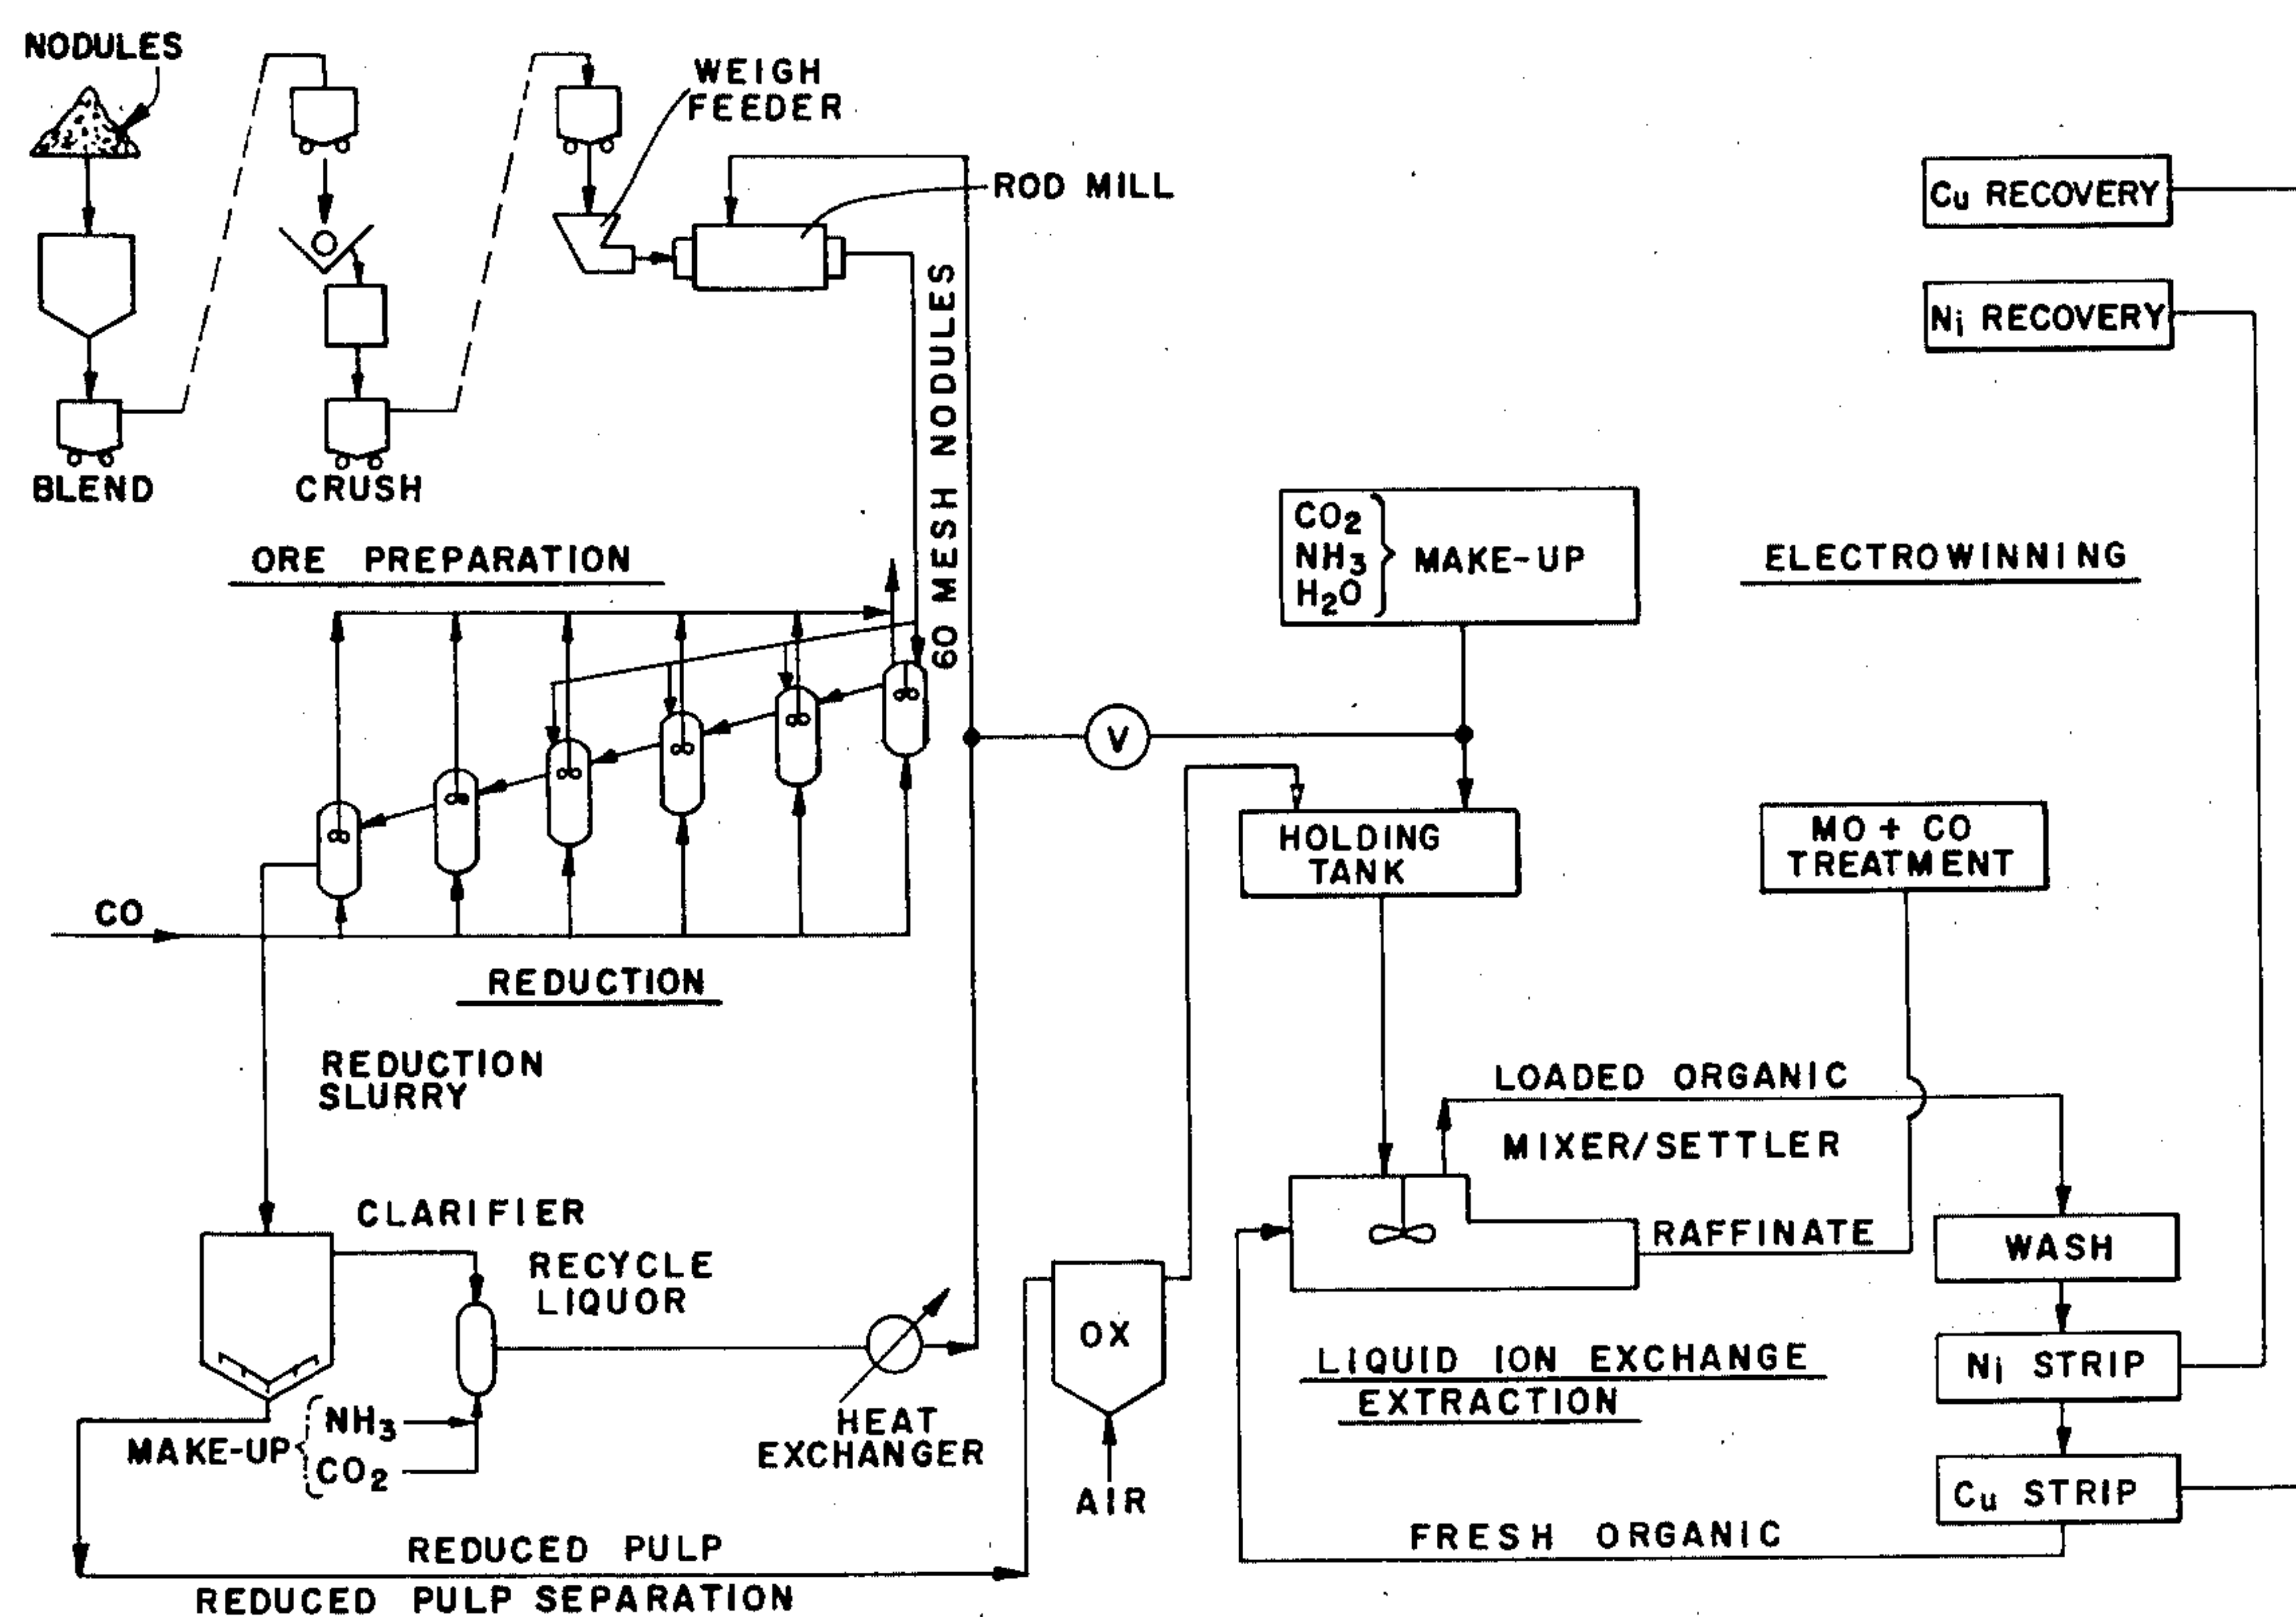 NODULES
WEIGH
FEEDER
ROD MILL
BLEND
CRUSH
60 MESH NODULES
ORE PREPARATION
Cu RECOVERY
Ni RECOVERY
CO2
NH3
H2O
MAKE-UP
ELECTROWINNING
V
HOLDING
TANK
MO + CO
TREATMENT
CO
REDUCTION
REDUCTION
SLURRY
LOADED ORGANIC
MIXER/SETTLER
RAFFINATE
WASH
CLARIFIER
RECYCLE
LIQUOR
OX
Ni STRIP
LIQUID ION EXCHANGE
EXTRACTION
HEAT
EXCHANGER
MAKE-UP
NH3
CO2
AIR
Cu STRIP
FRESH ORGANIC
REDUCED PULP
REDUCED PULP SEPARATION